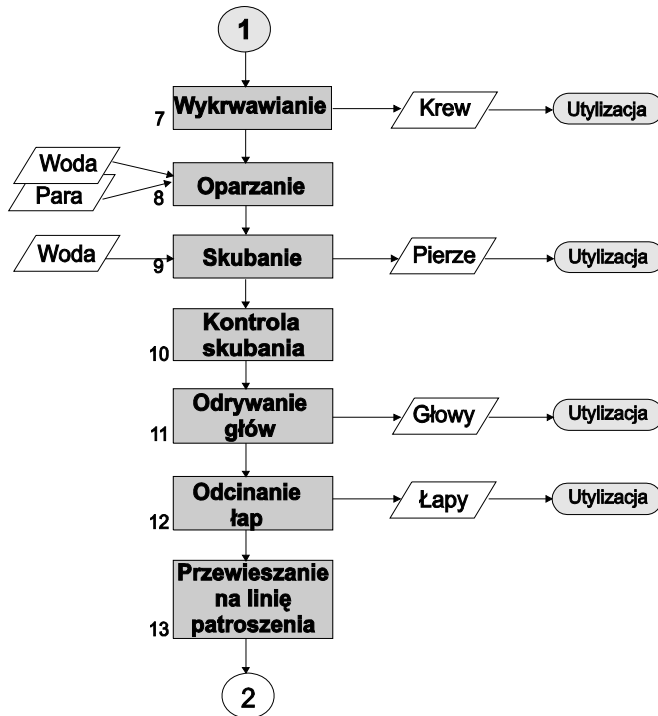 1
Wykrwawianie
7
Krew
Utylizacja
Woda
Para
Oparzanie
8
Woda
Skubanie
9
Pierze
Utylizacja
Kontrola
skubania
10
Odrywanie
głów
11
Głowy
Utylizacja
Odcinanie
łap
12
Łapy
Utylizacja
Przewieszanie
na linię
patroszenia
13
2